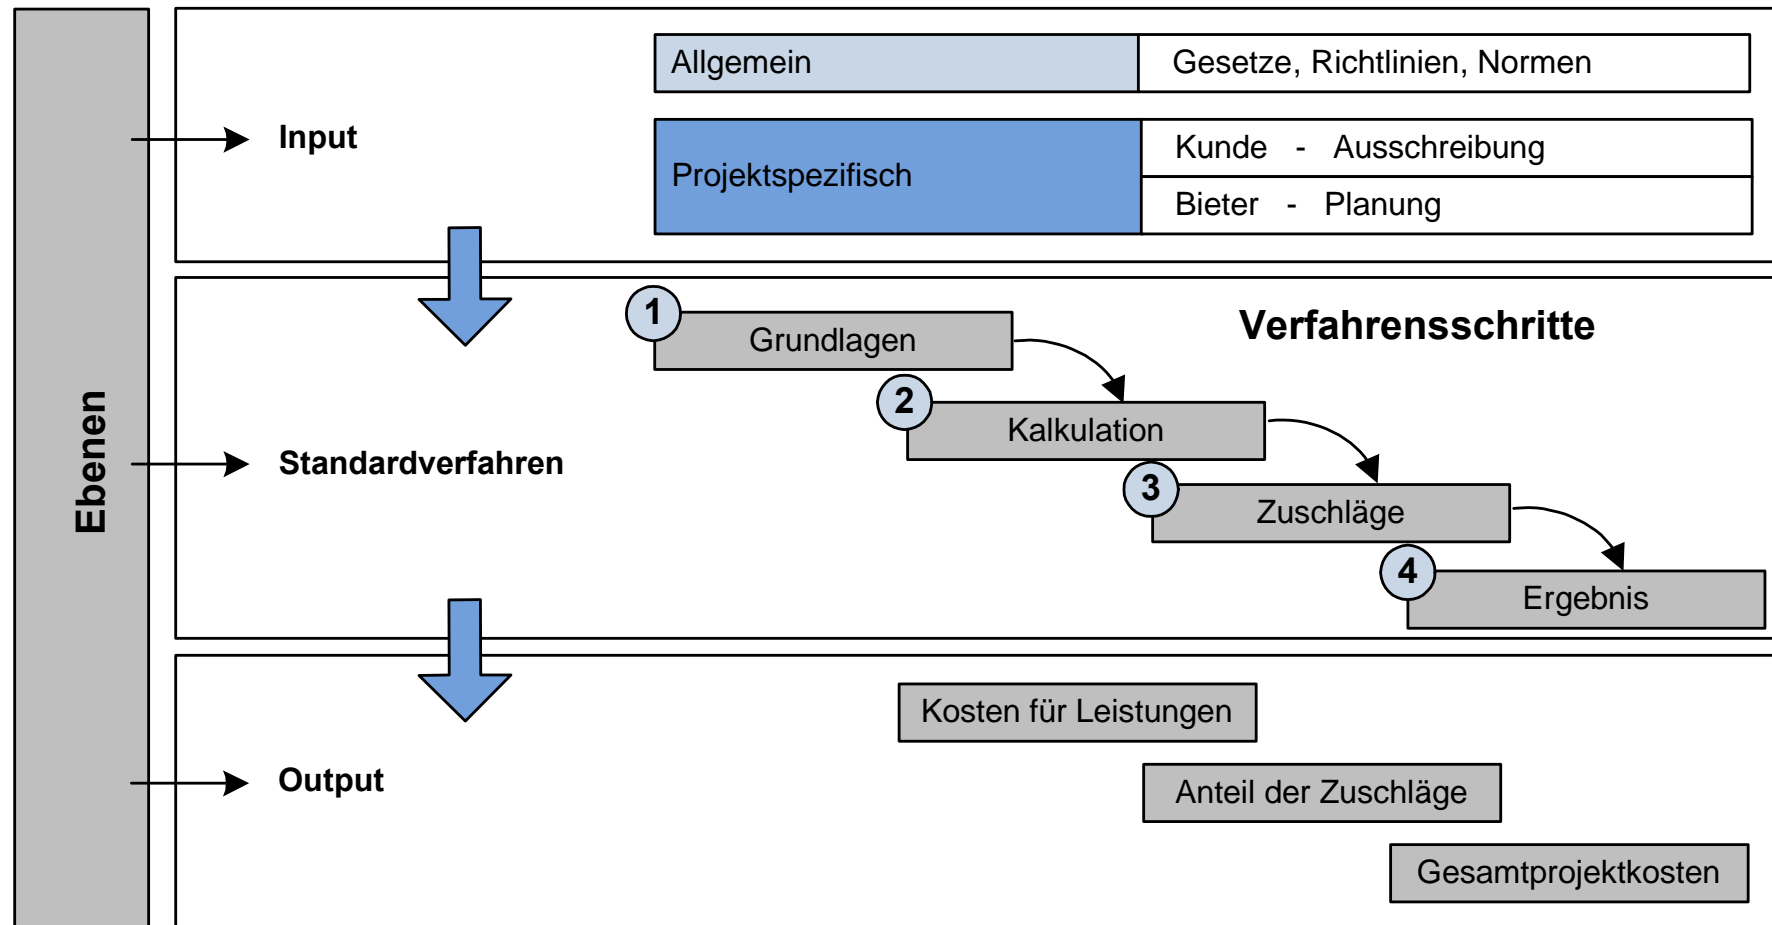 Ebenen
Input
Allgemein
Gesetze, Richtlinien, Normen
Projektspezifisch
Kunde - Ausschreibung
Bieter - Planung
Standardverfahren
Verfahrensschritte
1
Grundlagen
2
Kalkulation
3
Zuschläge
4
Ergebnis
Output
Kosten für Leistungen
Anteil der Zuschläge
Gesamtprojektkosten